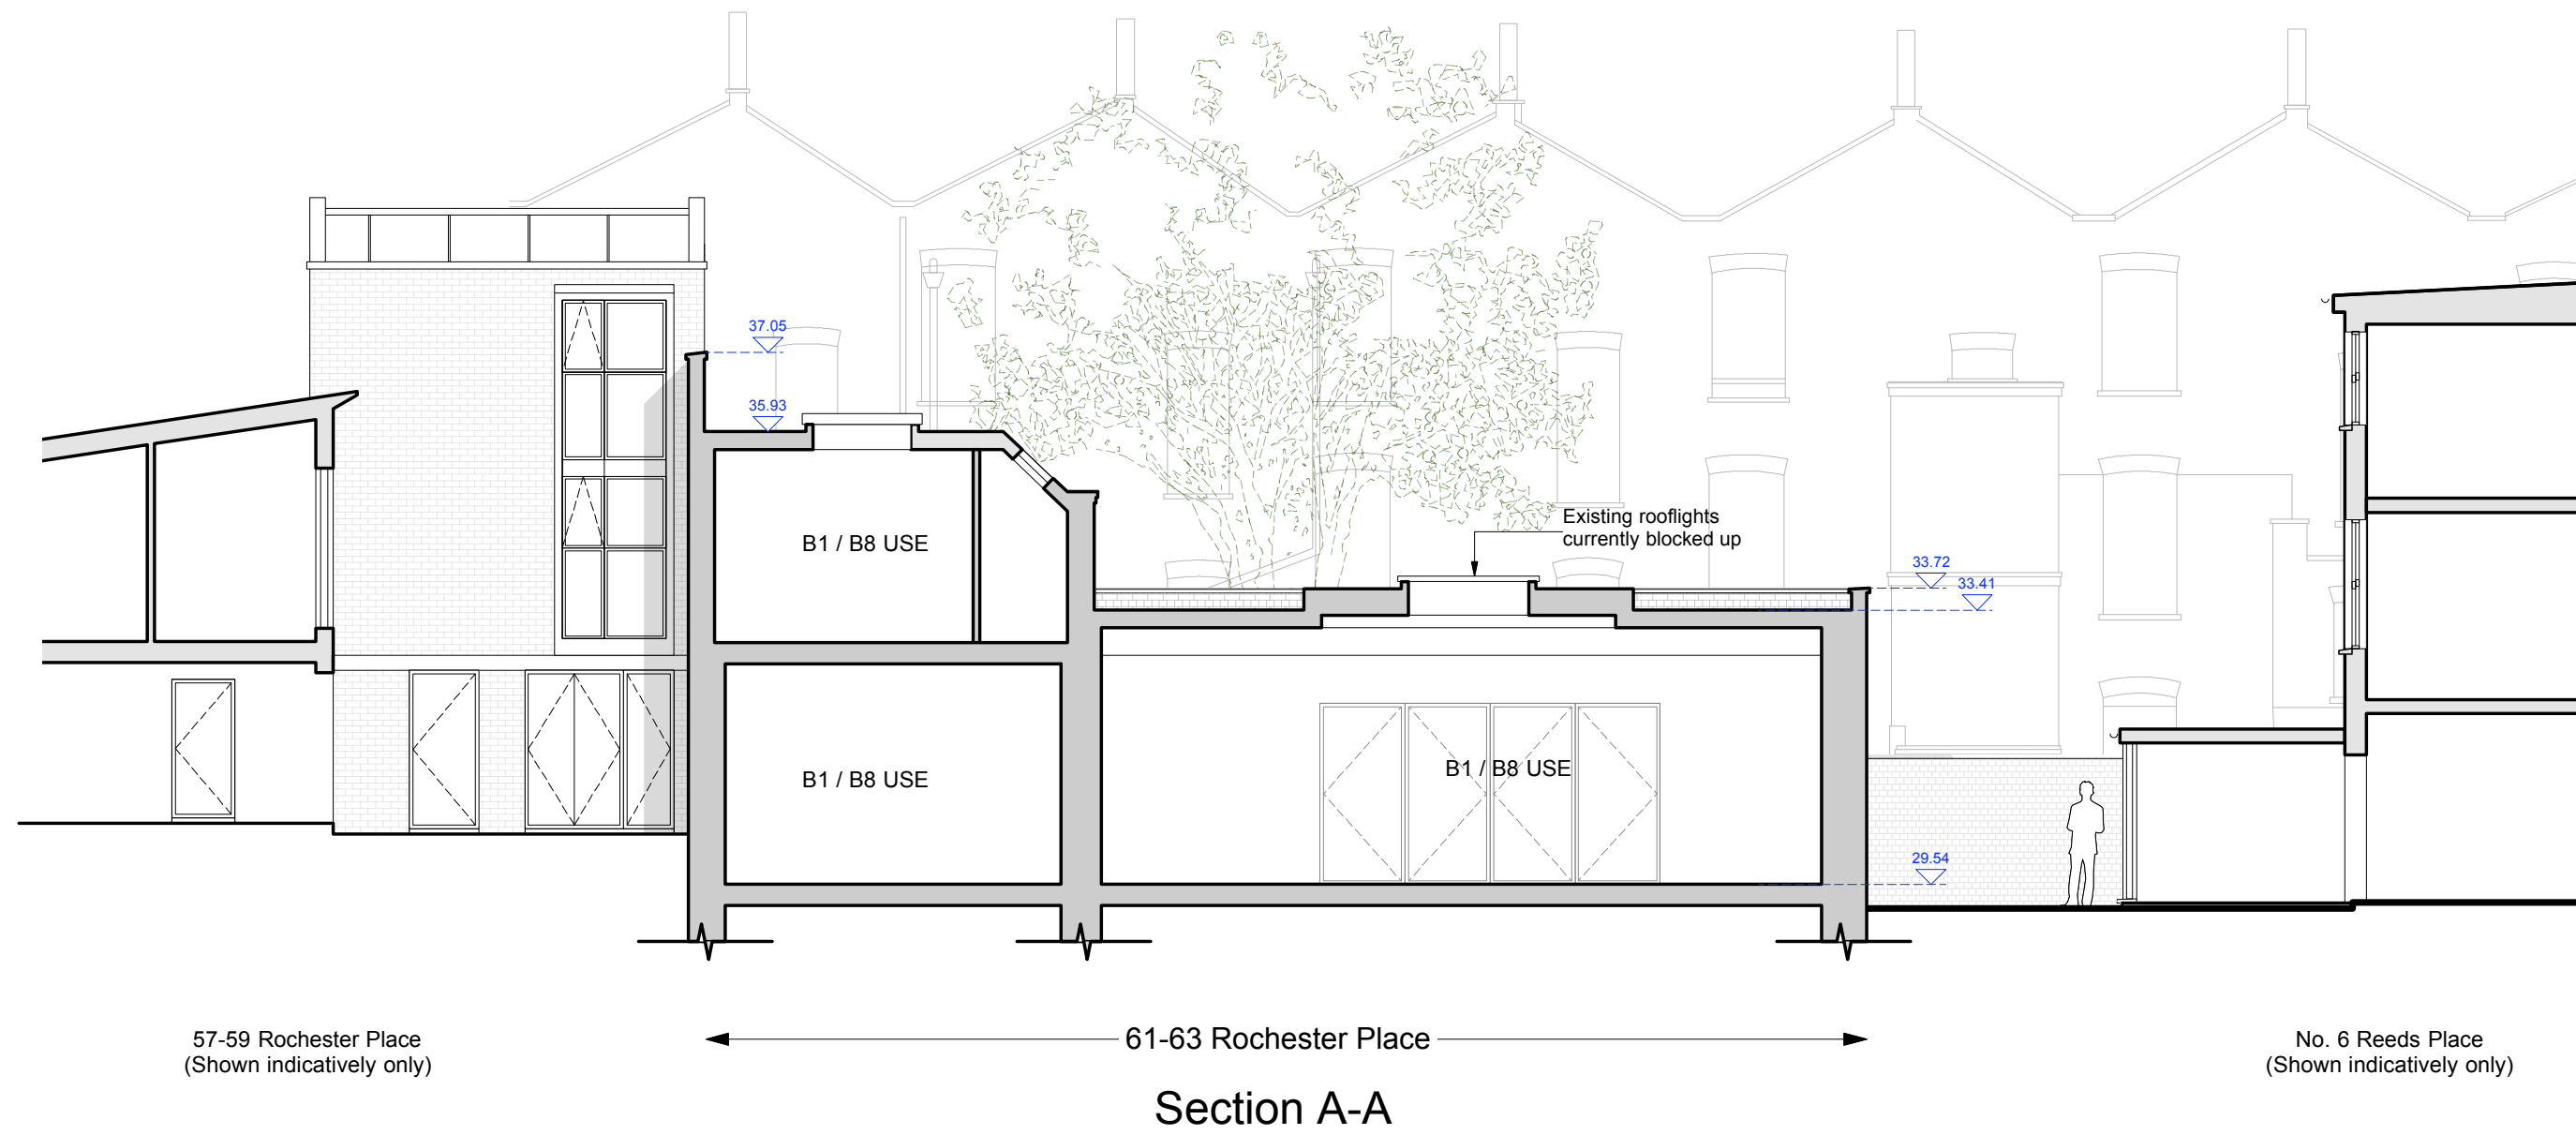 37.05
35.93
B1 / B8 USE
Existing rooflights
currently blocked up
33.72
33.41
B1 / B8 USE
B1 / B8 USE
29.54
57-59 Rochester Place
(Shown indicatively only)
61-63 Rochester Place
No. 6 Reeds Place
(Shown indicatively only)
Section A-A